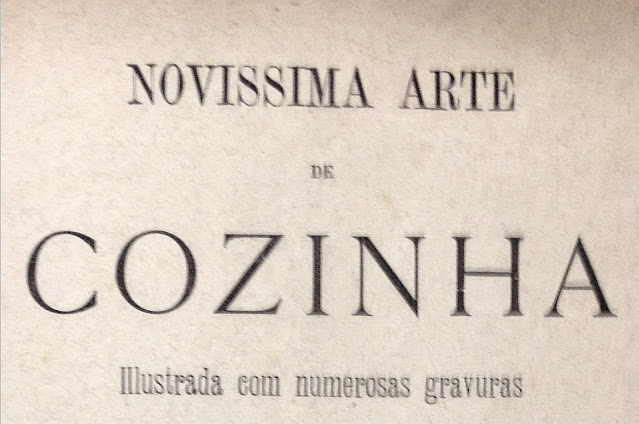 NOVISSIMA ARTE
DE
COZINHA
Illustrada com numerosas gravuras